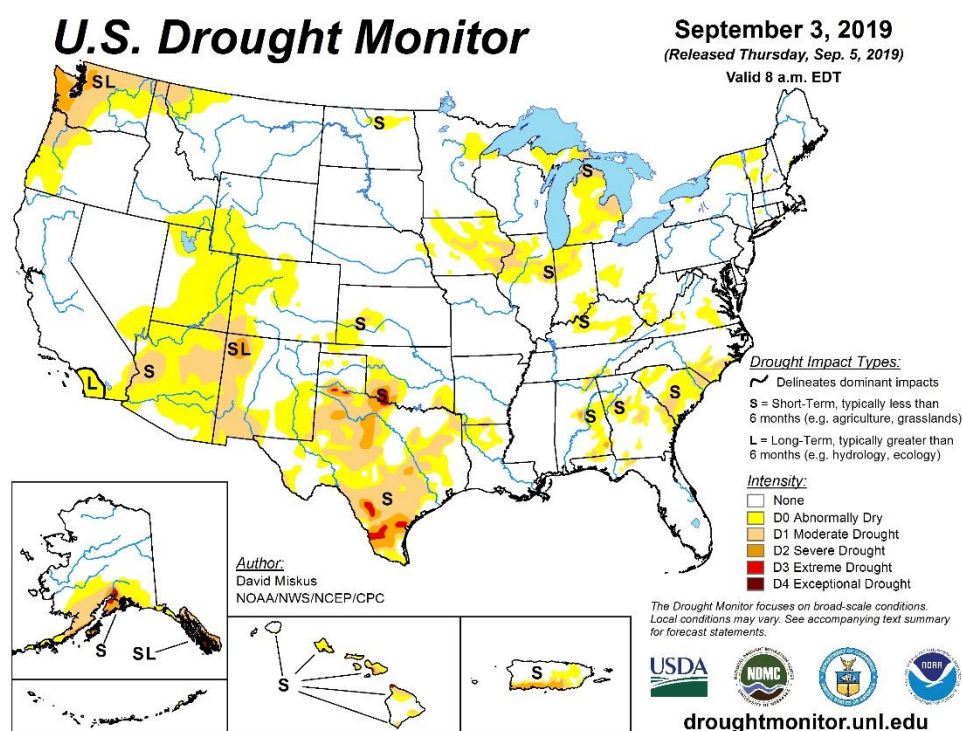 U.S. Drought Monitor
September 3, 2019
(Released Thursday, Sep. 5, 2019)
Valid 8 a.m. EDT
SL
S
S
S
S
S
SL
S
L
S
S
S
S
S
Drought Impact Types:
Delineates dominant impacts
S = Short-Term, typically less than
6 months (e.g. agriculture, grasslands)
L = Long-Term, typically greater than
6 months (e.g. hydrology, ecology)
Intensity:
None
D0 Abnormally Dry
D1 Moderate Drought
D2 Severe Drought
D3 Extreme Drought
D4 Exceptional Drought
Author:
David Miskus
NOAA/NWS/NCEP/CPC
S
SL
S
S
The Drought Monitor focuses on broad-scale conditions.
Local conditions may vary. See accompanying text summary
for forecast statements.
USDA
NDMC
NOAA
droughtmonitor.unl.edu